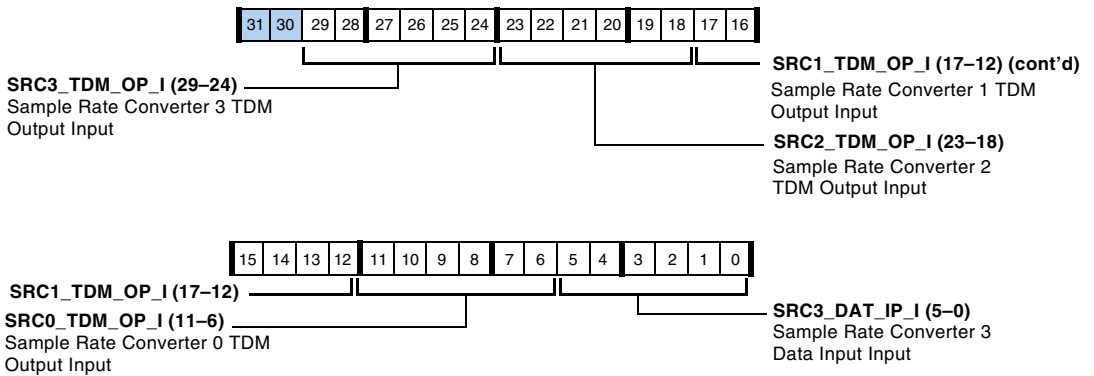 31 30 29 28 27 26 25 24 23 22 21 20 19 18 17 16
SRC3_TDM_OP_I (29–24)
Sample Rate Converter 3 TDM
Output Input
SRC1_TDM_OP_I (17–12) (cont'd)
Sample Rate Converter 1 TDM
Output Input
SRC2_TDM_OP_I (23–18)
Sample Rate Converter 2
TDM Output Input
15 14 13 12 11 10 9 8 7 6 5 4 3 2 1 0
SRC1_TDM_OP_I (17–12)
SRC0_TDM_OP_I (11–6)
Sample Rate Converter 0 TDM
Output Input
SRC3_DAT_IP_I (5–0)
Sample Rate Converter 3
Data Input Input